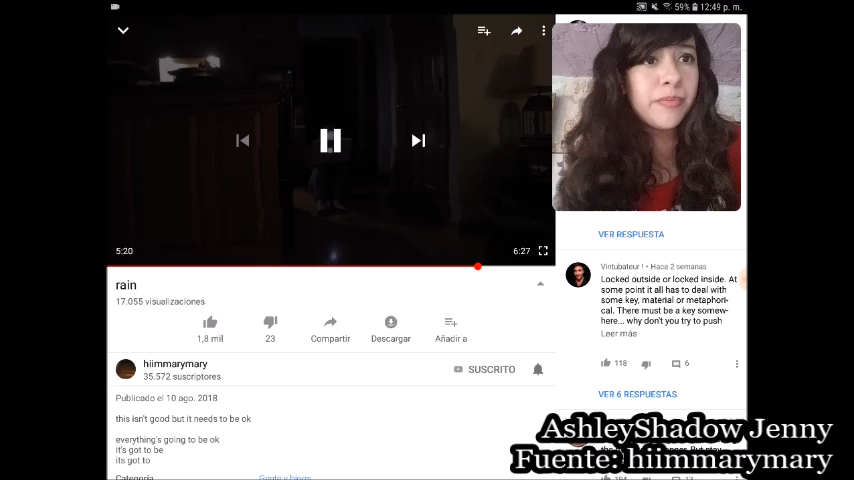 59% 12:49 p. m.
5:20
6:27
rain
17.055 visualizaciones
1,8 mil
23
Compartir
Descargar
Añadir a
hiimmarymary
35.572 suscriptores
SUSCRITO
Publicado el 10 ago. 2018
this isn't good but it needs to be ok
everything's going to be ok
it's got to be
its got to
Categoría
Gente y blogs
VER RESPUESTA
Vintubateur ! • Hace 2 semanas
Locked outside or locked inside. At
some point it all has to deal with
some key, material or metaphori-
cal. There must be a key somew-
here... why don't you try to push
Leer más
118
6
VER 6 RESPUESTAS
AshleyShadow Jenny
Fuente: hiimmarymary